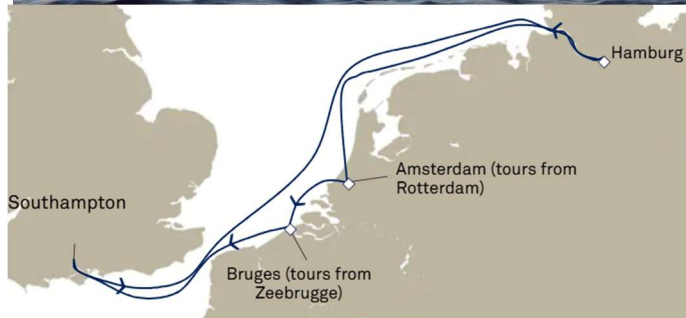 Hamburg
Amsterdam (tours from
Rotterdam)
Southampton
Bruges (tours from
Zeebrugge)